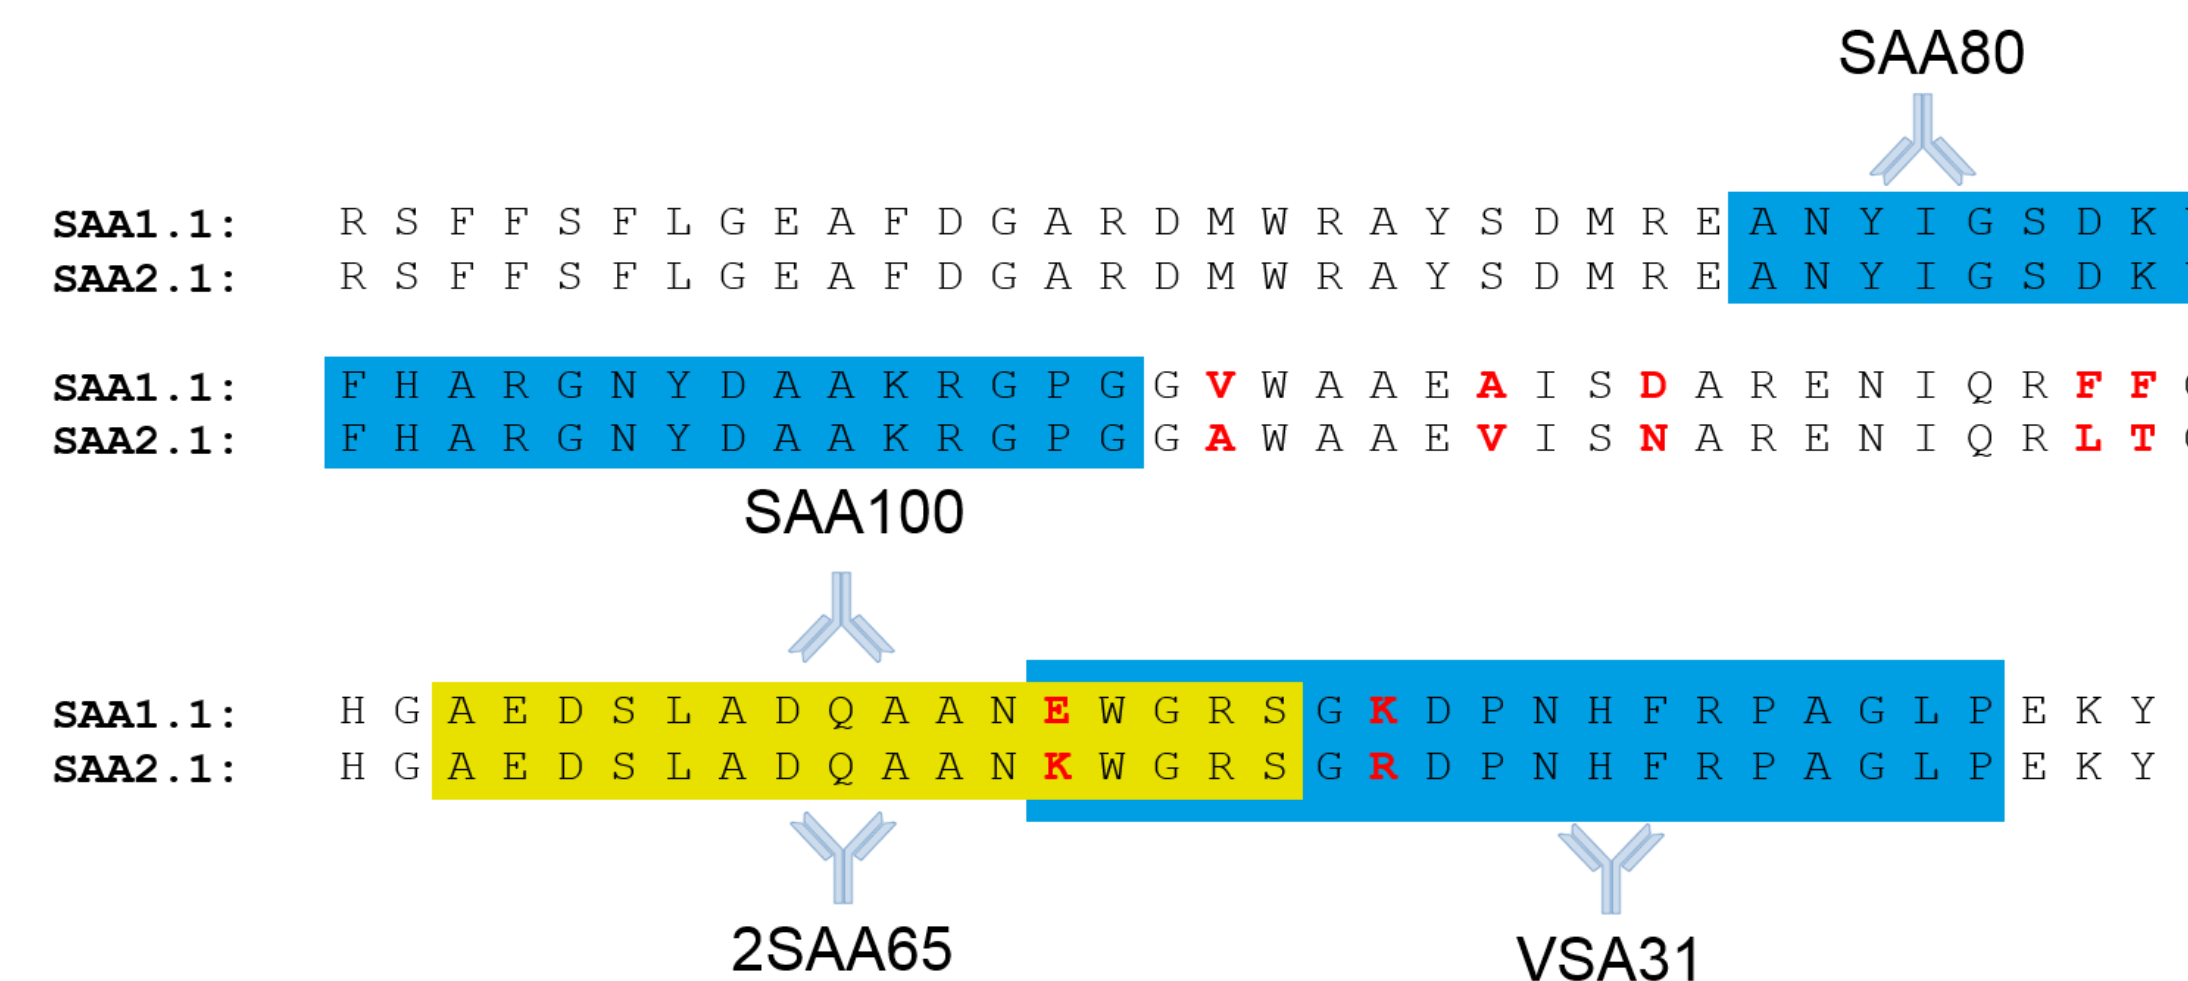 SAA80
SAA1.1: R S F F S F L G E A F D G A R D M W R A Y S D M R E A N Y I G S D K
SAA2.1: R S F F S F L G E A F D G A R D M W R A Y S D M R E A N Y I G S D K
SAA1.1: F H A R G N Y D A A K R G P G G V W A A E A I S D A R E N I Q R F F
SAA2.1: F H A R G N Y D A A K R G P G G A W A A E V I S N A R E N I Q R L T
SAA100
SAA1.1: H G A E D S L A D Q A A N E W G R S G K D P N H F R P A G L P E K Y
SAA2.1: H G A E D S L A D Q A A N K W G R S G R D P N H F R P A G L P E K Y
2SAA65
VSA31